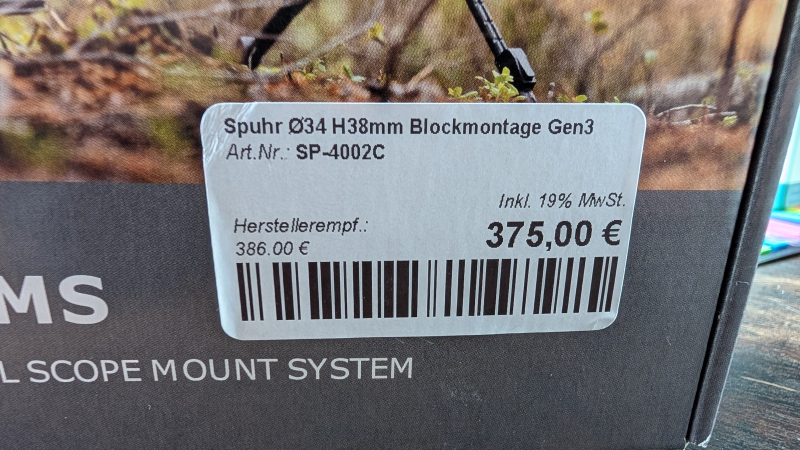 Spuhr Ø34 H38mm Blockmontage Gen3
Art.Nr.: SP-4002C
Inkl. 19% MwSt.
Herstellerempf.:
375,00 €
386.00 €
MS
L SCOPE MOUNT SYSTEM